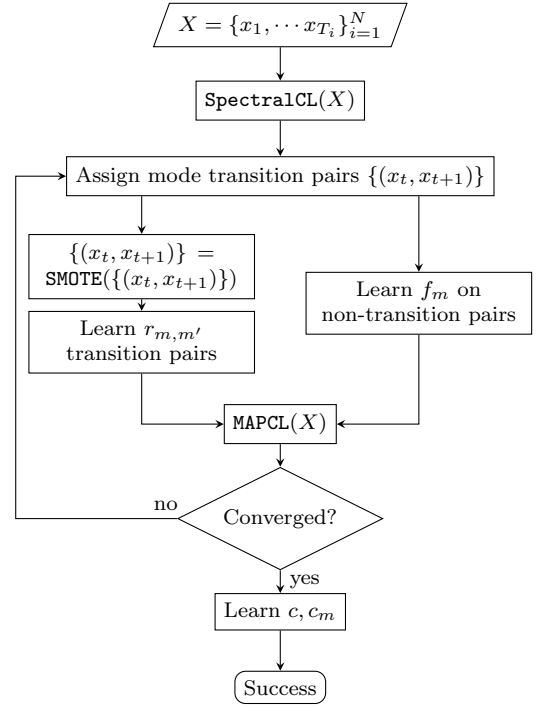 X = {x_1, ⋯ x_{T_i}}_{i=1}^N
SpectralCL(X)
Assign mode transition pairs {(x_t, x_{t+1})}
{(x_t, x_{t+1})} =
SMOTE({(x_t, x_{t+1})})
Learn f_m on
non-transition pairs
Learn r_{m,m'}
transition pairs
MAPCL(X)
no
Converged?
yes
Learn c, c_m
Success